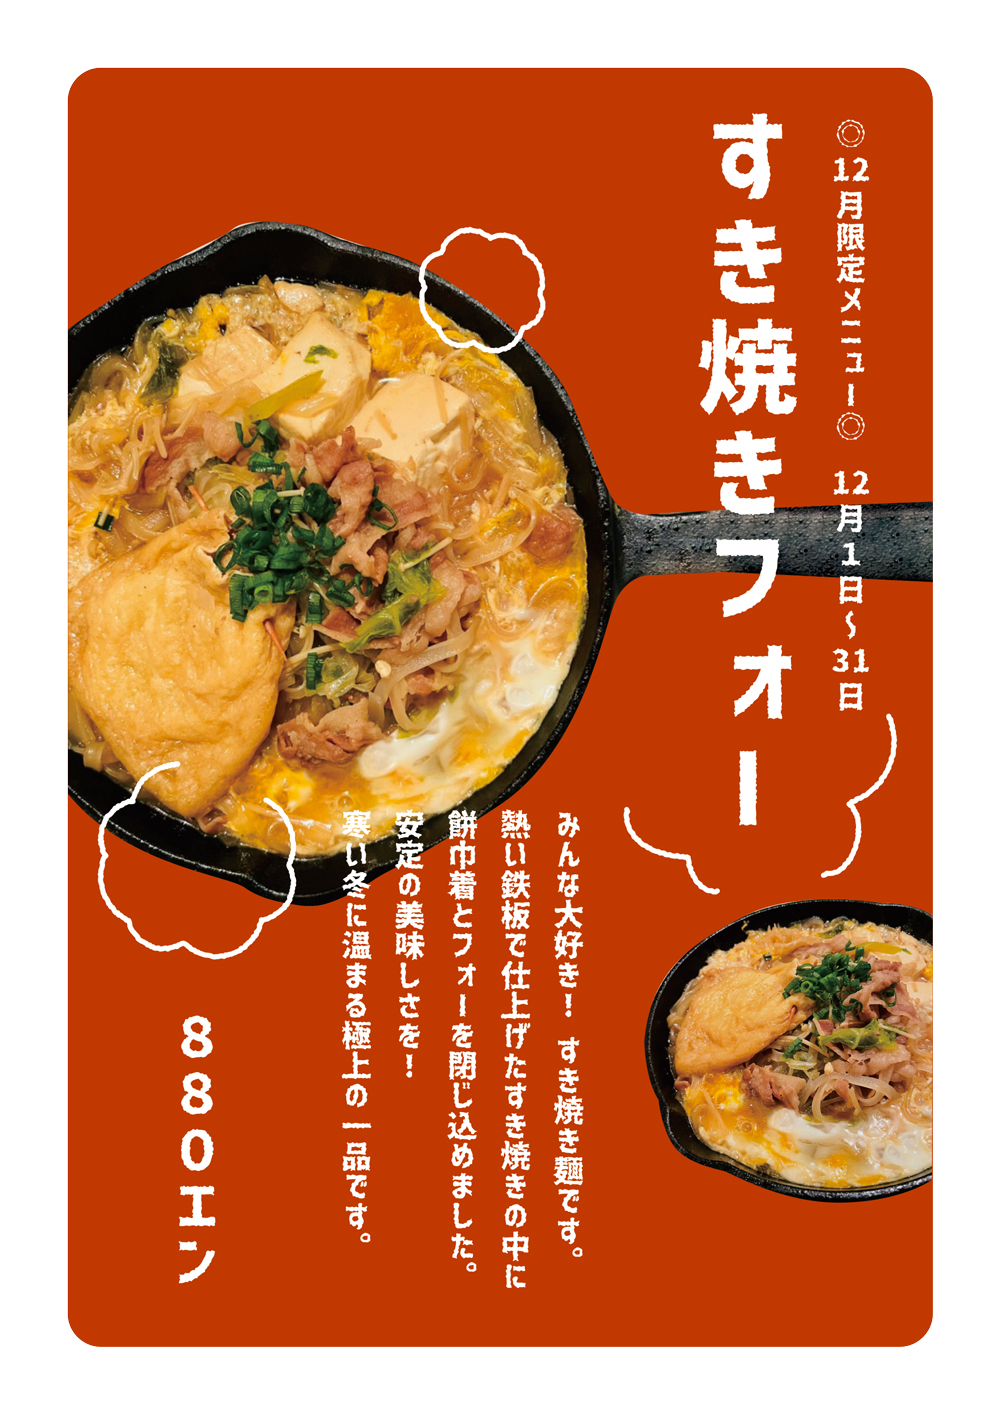 ◎12月限定メニュー◎ 12月1日〜31日
すき焼きフォー
みんな大好き！ すき焼き麺です。
熱い鉄板で仕上げたすき焼きの中に
餅巾着とフォーを閉じ込めました。
安定の美味しさを！
寒い冬に温まる極上の一品です。
880エン